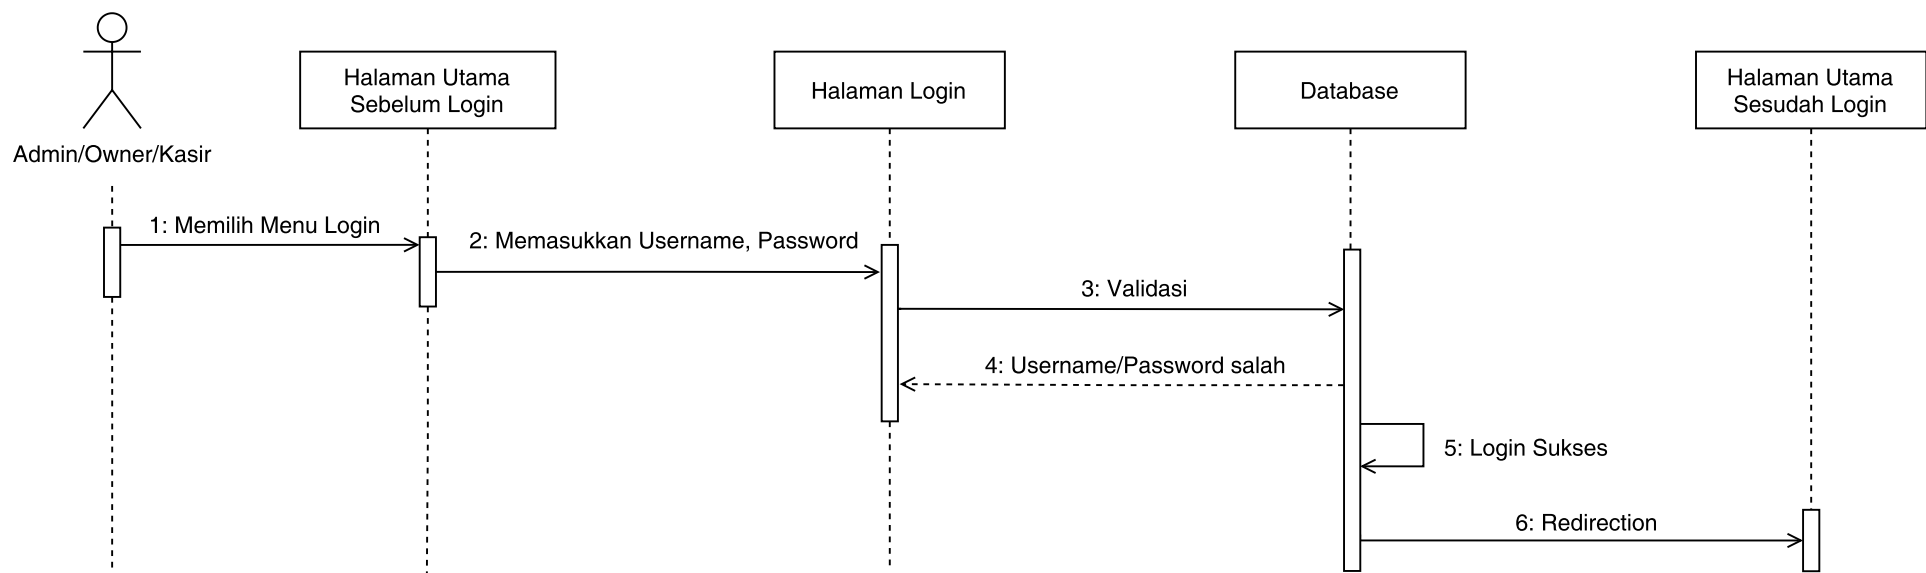 Halaman Utama
Sebelum Login
Halaman Login
Database
Halaman Utama
Sesudah Login
Admin/Owner/Kasir
1: Memilih Menu Login
2: Memasukkan Username, Password
3: Validasi
4: Username/Password salah
5: Login Sukses
6: Redirection